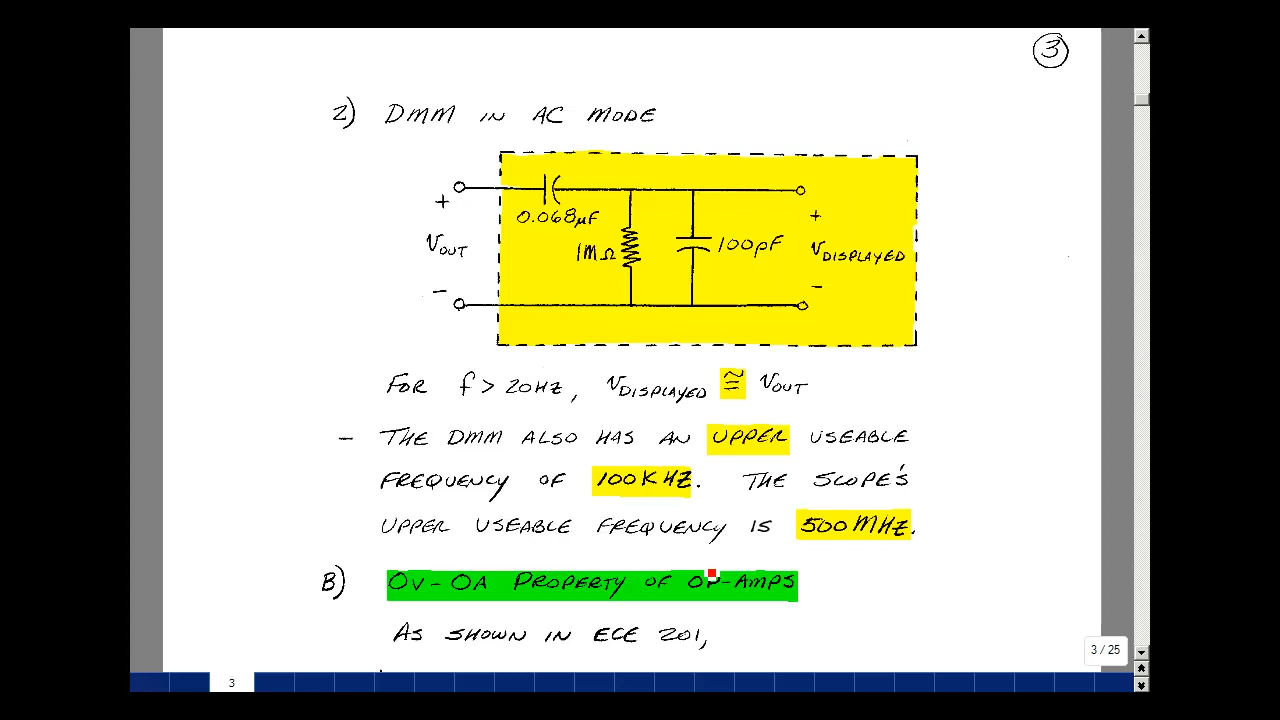 3
2) DMM IN AC MODE
0.068μF
+
+
VOUT
1MΩ
100pF
VDISPLAYED
−
−
FOR f > 20HZ, VDISPLAYED ≅ VOUT
– THE DMM ALSO HAS AN UPPER USEABLE
FREQUENCY OF 100KHZ. THE SCOPE'S
UPPER USEABLE FREQUENCY IS 500MHZ.
B) 0V-0A PROPERTY OF OP-AMPS
AS SHOWN IN ECE 201,
3 / 25
3